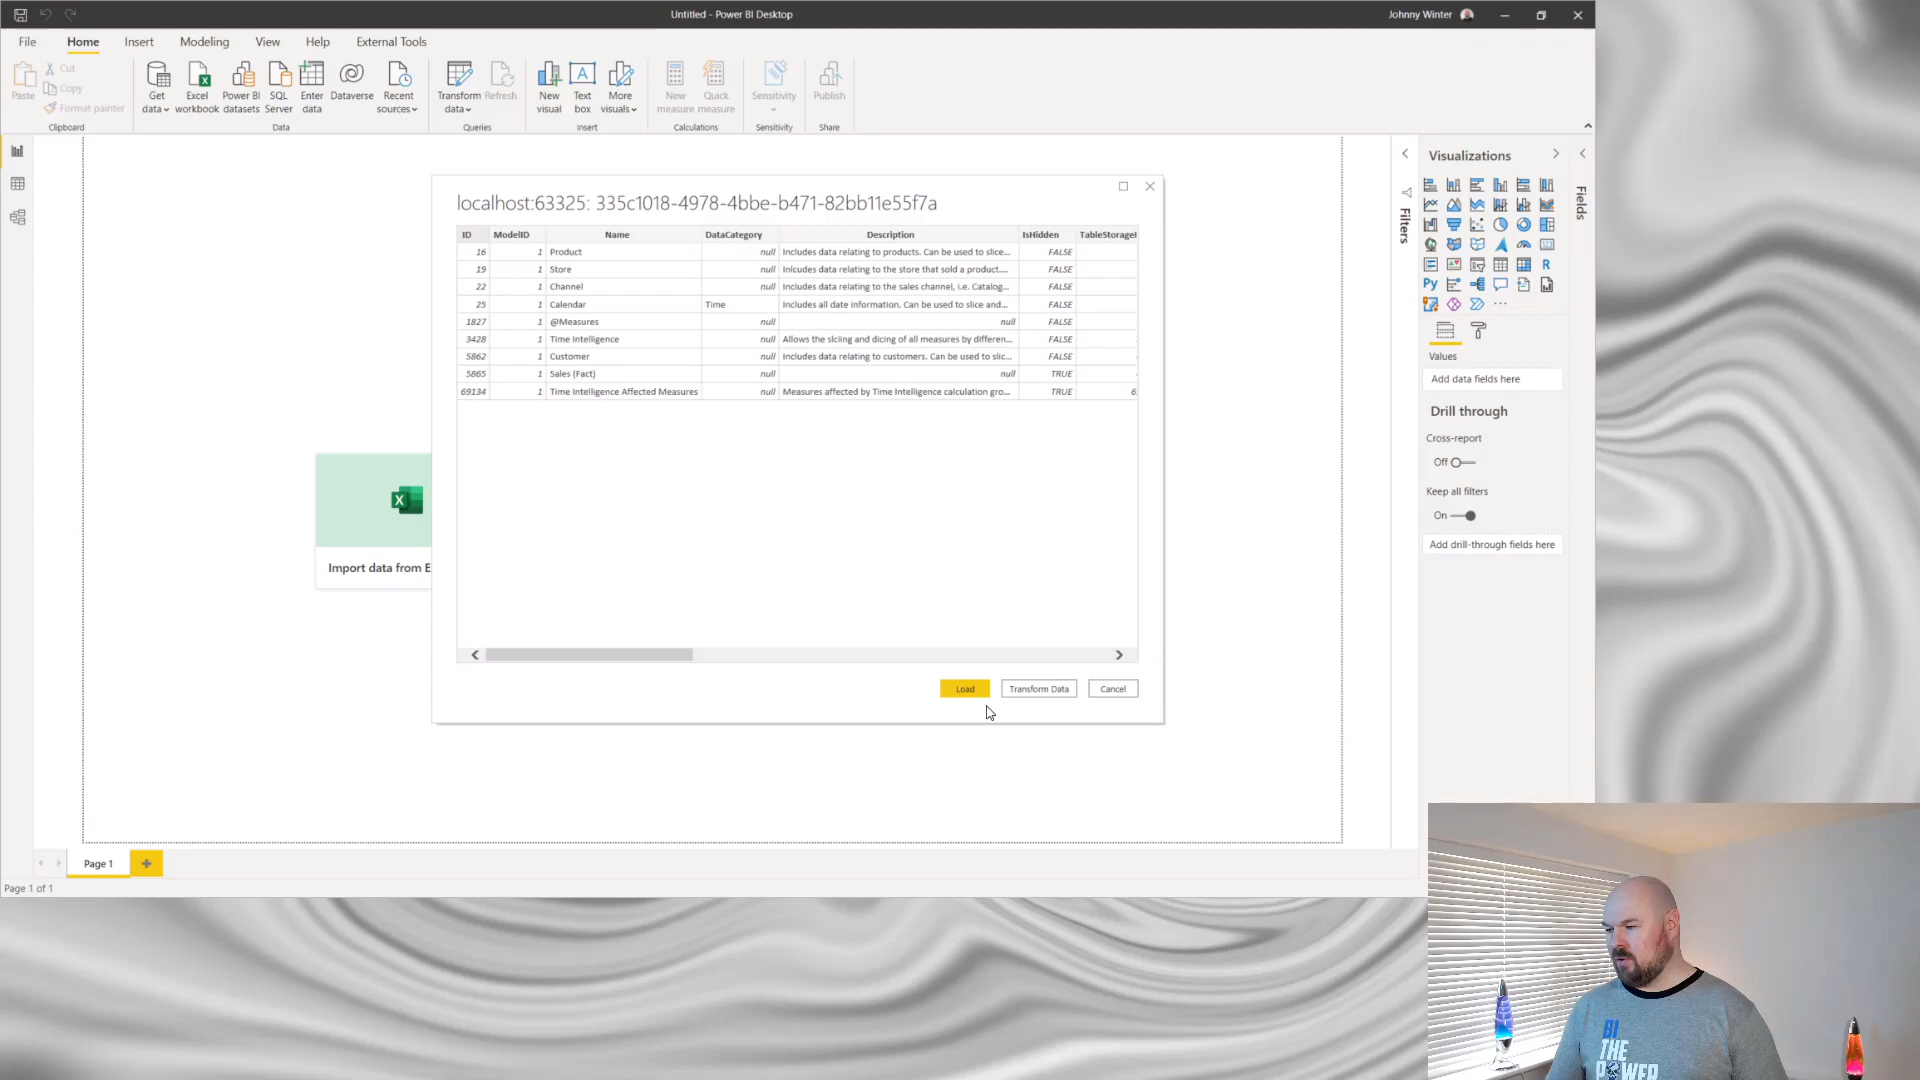 Untitled - Power BI Desktop
Johnny Winter
File Home Insert Modeling View Help External Tools
Paste
Cut
Copy
Format painter
Clipboard
Get data
Excel workbook
Power BI datasets
SQL Server
Enter data
Dataverse
Recent sources
Data
Transform data
Refresh
Queries
New visual
Text box
More visuals
Insert
New measure
Quick measure
Calculations
Sensitivity
Sensitivity
Publish
Share
localhost:63325: 335c1018-4978-4bbe-b471-82bb11e55f7a
ID ModelID Name DataCategory Description IsHidden TableStorageI
16 1 Product null Includes data relating to products. Can be used to slice... FALSE
19 1 Store null Inlcudes data relating to the store that sold a product.... FALSE
22 1 Channel null Includes data relating to the sales channel, i.e. Catalog... FALSE
25 1 Calendar Time Includes all date information. Can be used to slice and... FALSE
1827 1 @Measures null null FALSE
3428 1 Time Intelligence null Allows the slciing and dicing of all measures by differen... FALSE
5862 1 Customer null Includes data relating to customers. Can be used to slic... FALSE
5865 1 Sales (Fact) null null TRUE
69134 1 Time Intelligence Affected Measures null Measures affected by Time Intelligence calculation gro... TRUE 6
Load Transform Data Cancel
X
Import data from E
Filters
Visualizations
R
Py
Values
Add data fields here
Drill through
Cross-report
Off
Keep all filters
On
Add drill-through fields here
Fields
Page 1
Page 1 of 1
BI
THE
POWER